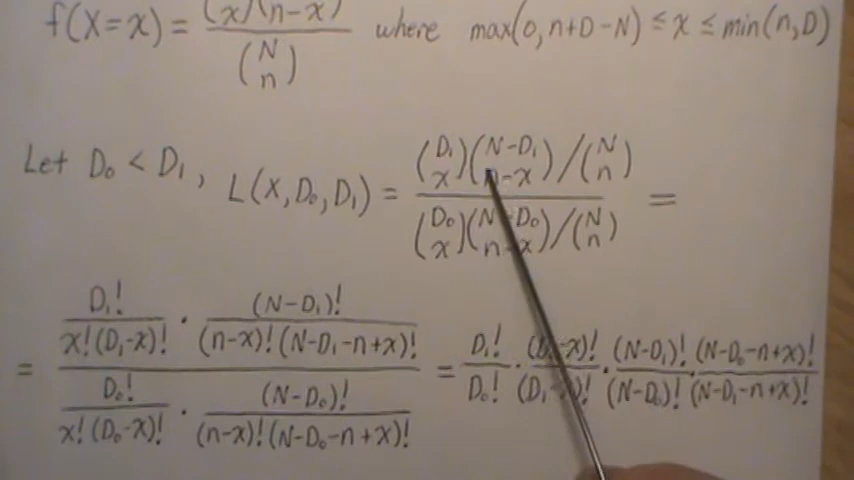 f(X=x) = (x)(n-x) / (N n) where max(0, n+D-N) ≤ x ≤ min(n, D)
Let D₀ < D₁, L(X, D₀, D₁) = (D₁ x)(N-D₁ n-x)/(N n) / (D₀ x)(N-D₀ n-x)/(N n) =
= D₁!/x!(D₁-x)! · (N-D₁)!/(n-x)!(N-D₁-n+x)! / D₀!/x!(D₀-x)! · (N-D₀)!/(n-x)!(N-D₀-n+x)! = D₁!/D₀! · (D₀-x)!/(D₁-x)! · (N-D₁)!/(N-D₀)! · (N-D₀-n+x)!/(N-D₁-n+x)!